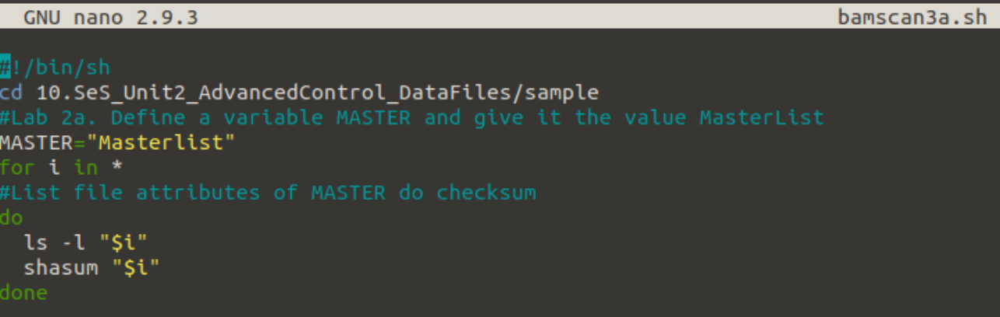 GNU nano 2.9.3 bamscan3a.sh
#!/bin/sh
cd 10.SeS_Unit2_AdvancedControl_DataFiles/sample
#Lab 2a. Define a variable MASTER and give it the value MasterList
MASTER="Masterlist"
for i in *
#List file attributes of MASTER do checksum
do
  ls -l "$i"
  shasum "$i"
done